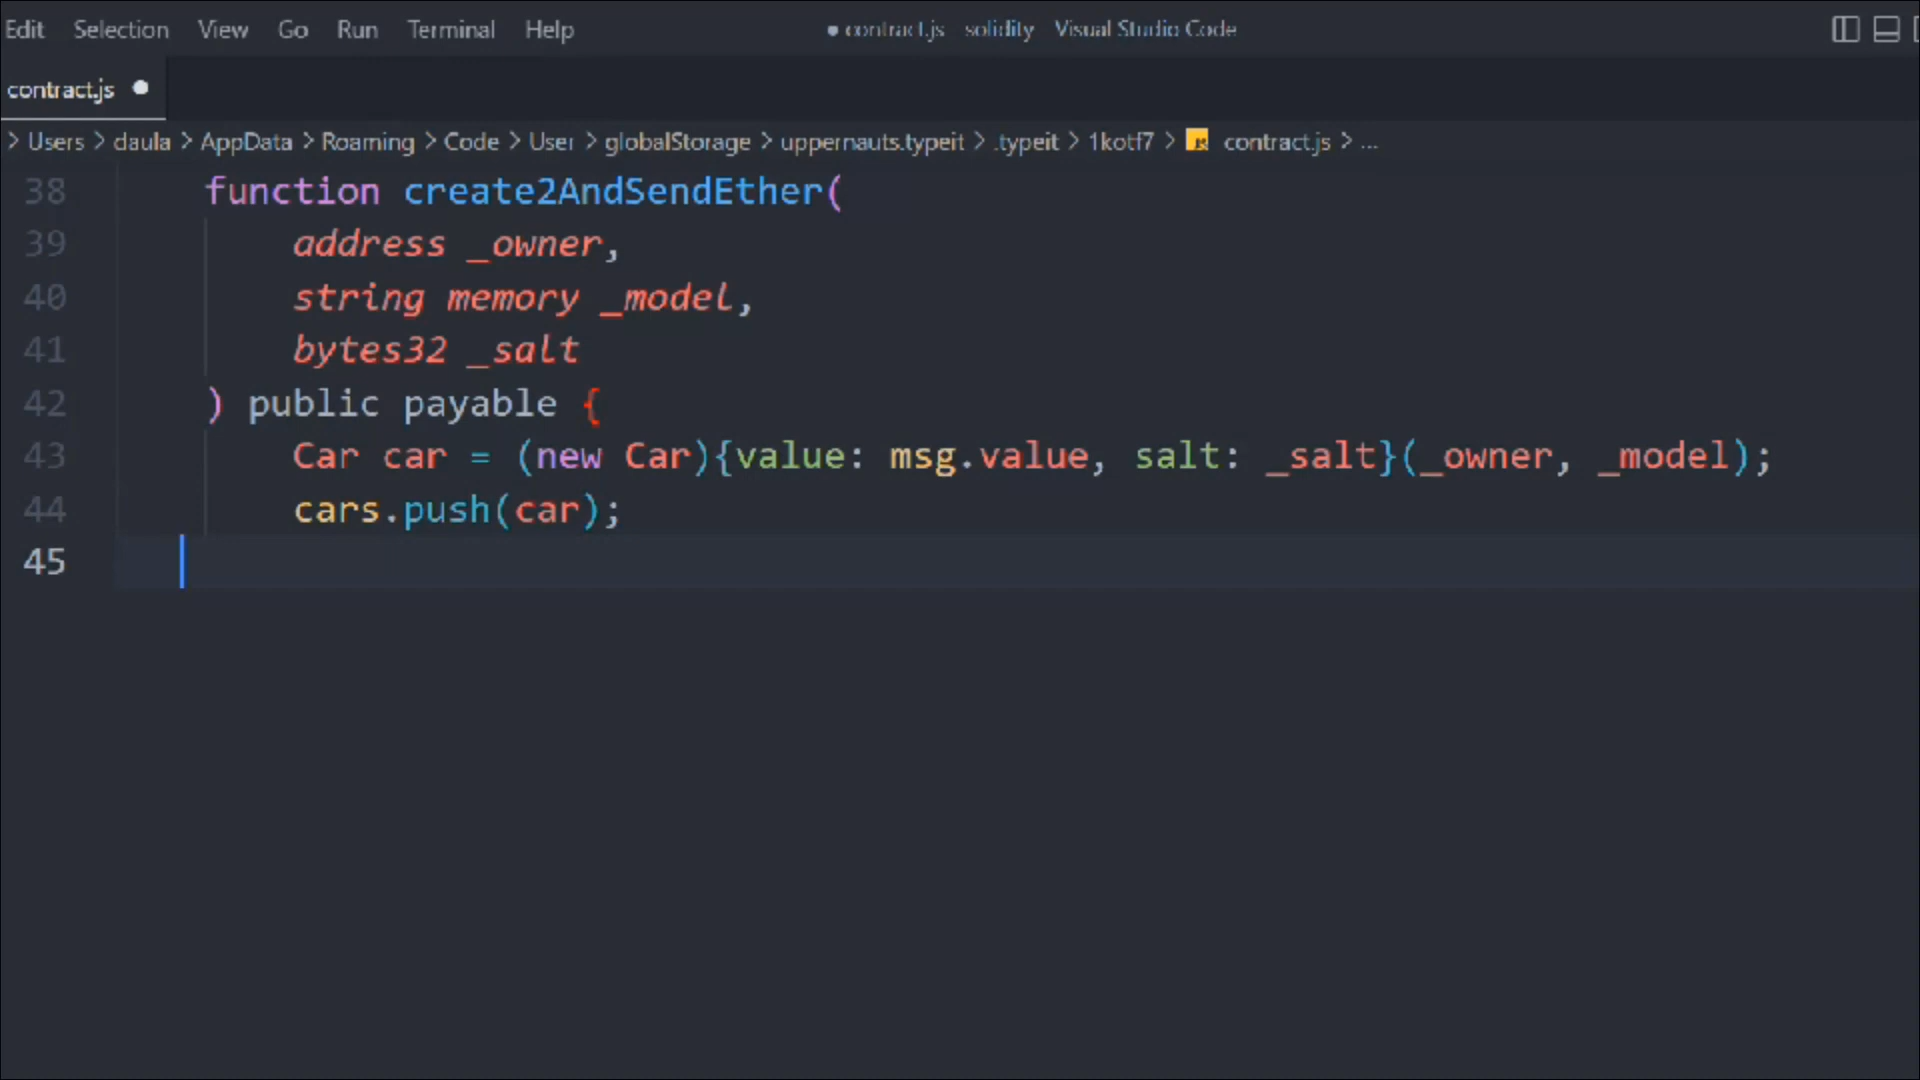 Edit Selection View Go Run Terminal Help ● contract.js solidity Visual Studio Code
contract.js ●
> Users > daula > AppData > Roaming > Code > User > globalStorage > uppernauts.typeit > .typeit > 1kotf7 > contract.js > ...
38 function create2AndSendEther(
39 address _owner,
40 string memory _model,
41 bytes32 _salt
42 ) public payable {
43 Car car = (new Car){value: msg.value, salt: _salt}(_owner, _model);
44 cars.push(car);
45